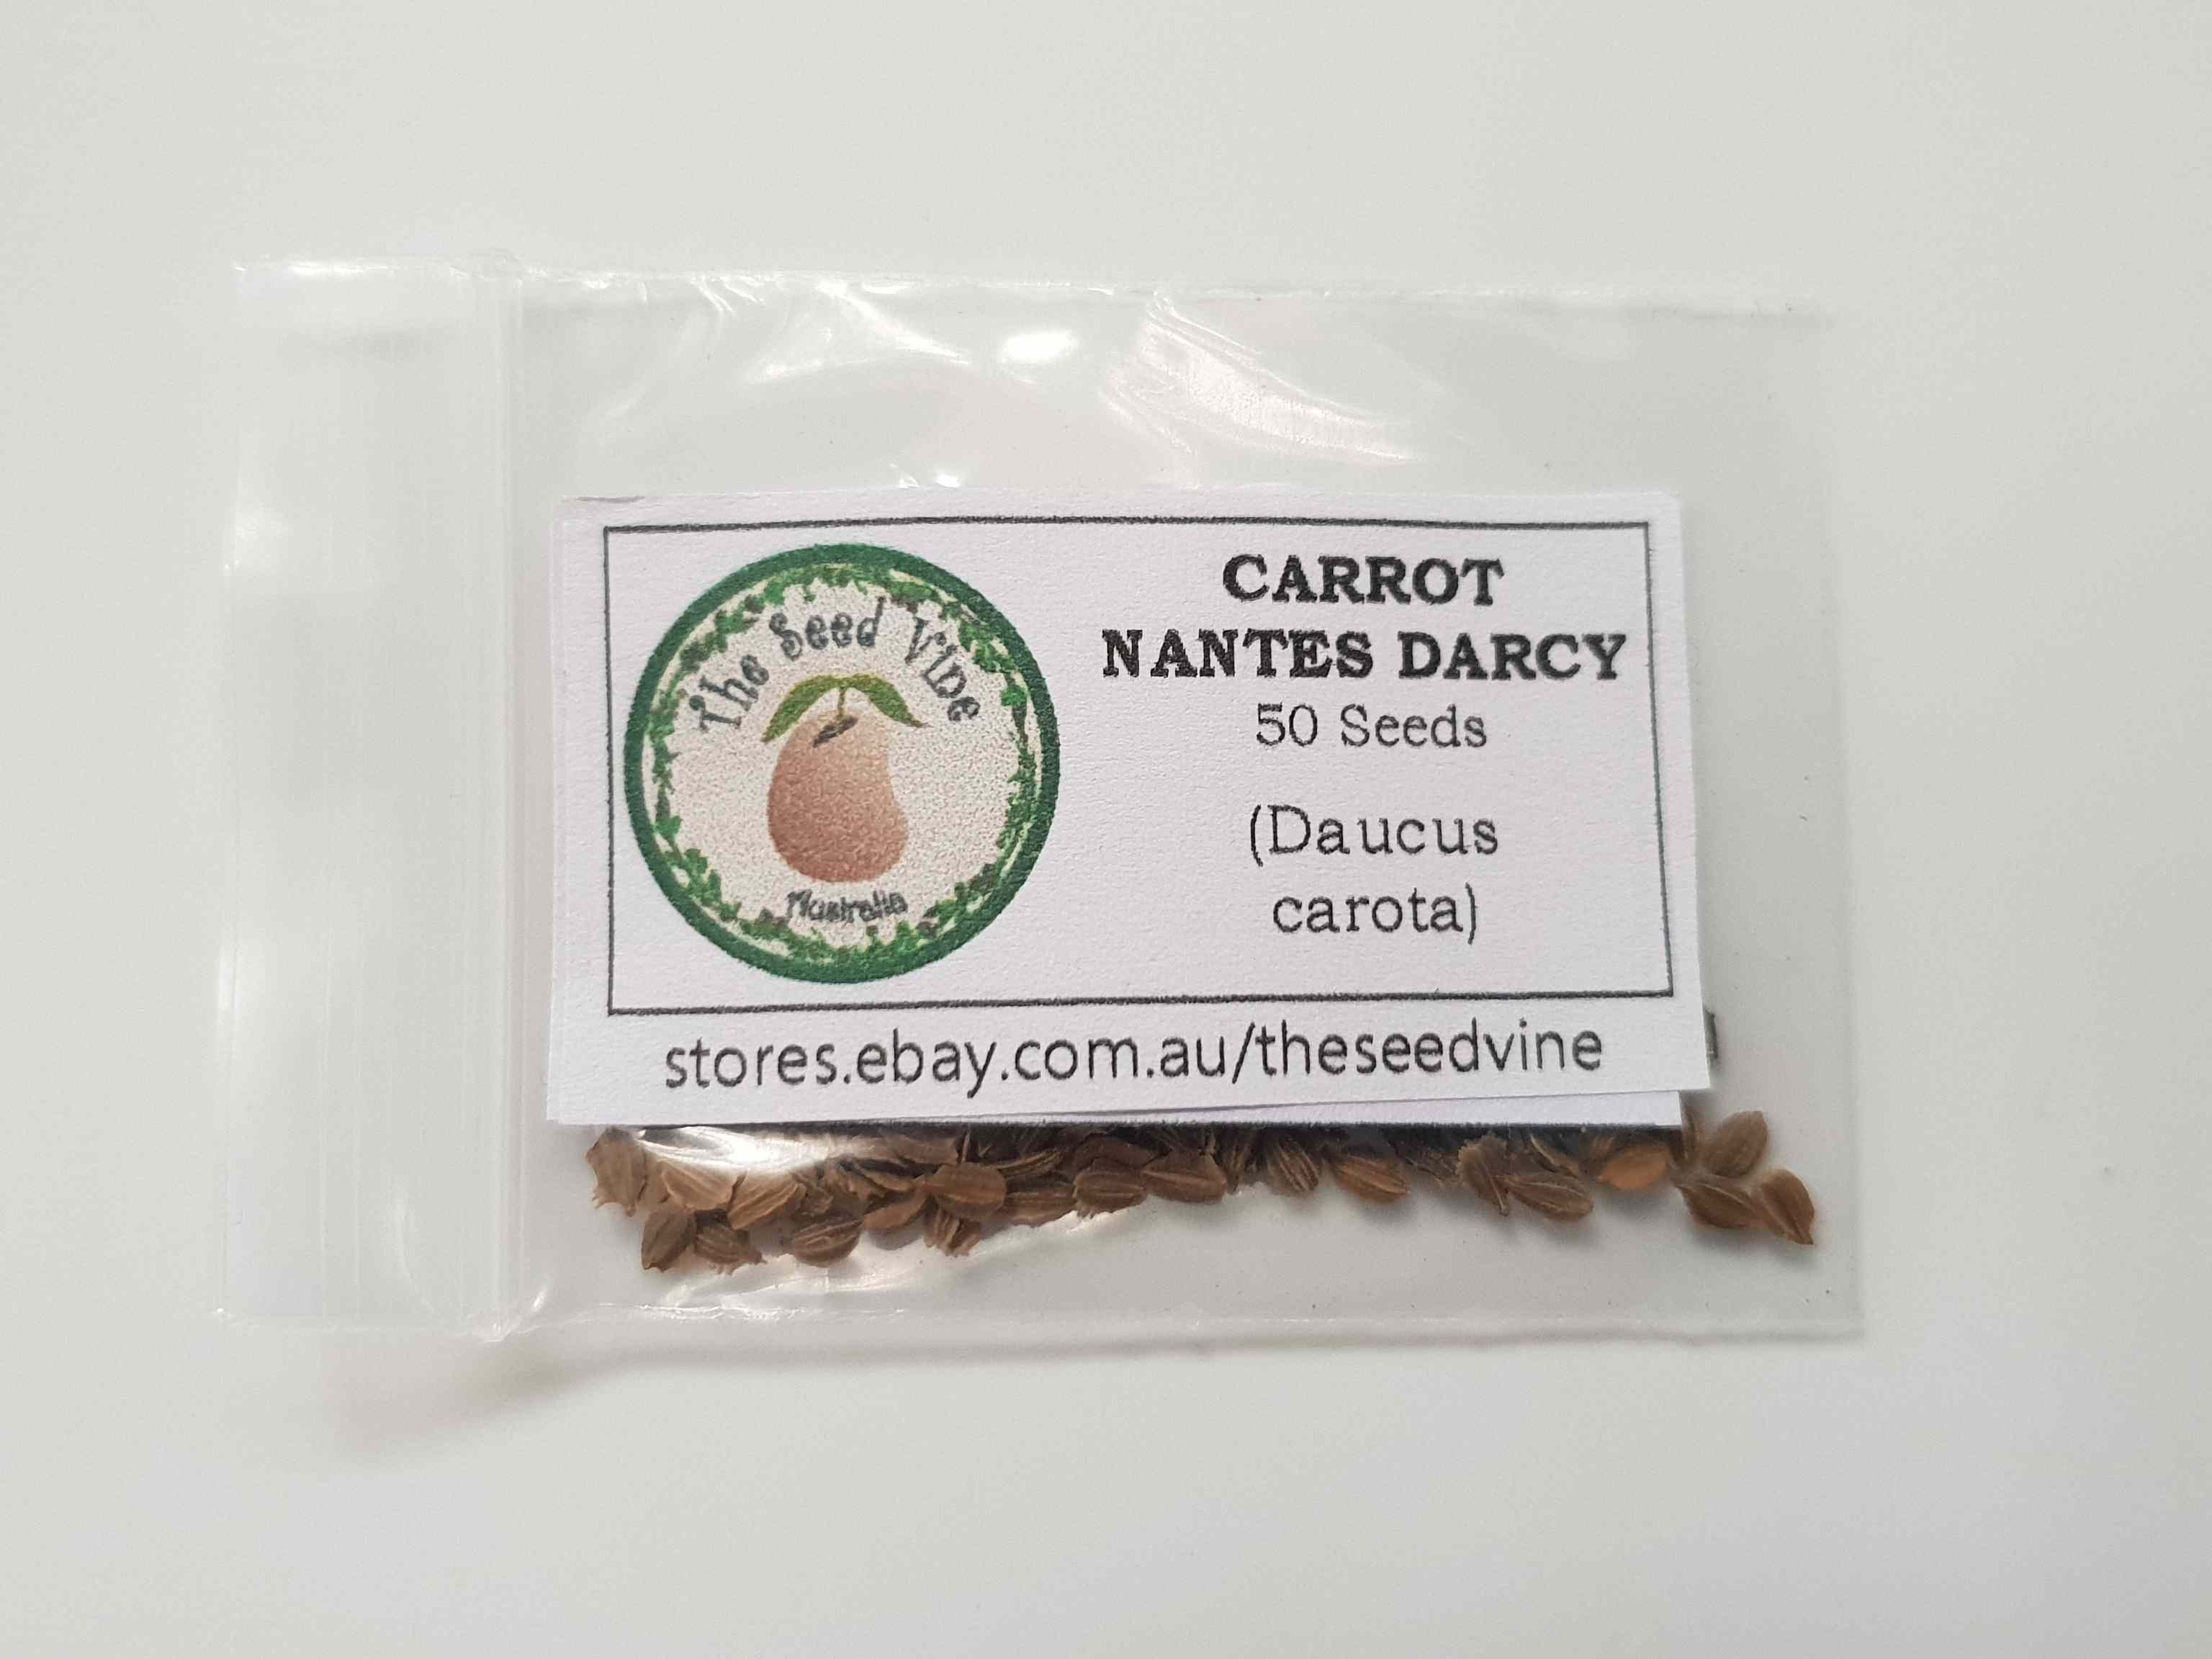 The Seed Vine
Australia
CARROT
NANTES DARCY
50 Seeds
(Daucus
carota)
stores.ebay.com.au/theseedvine